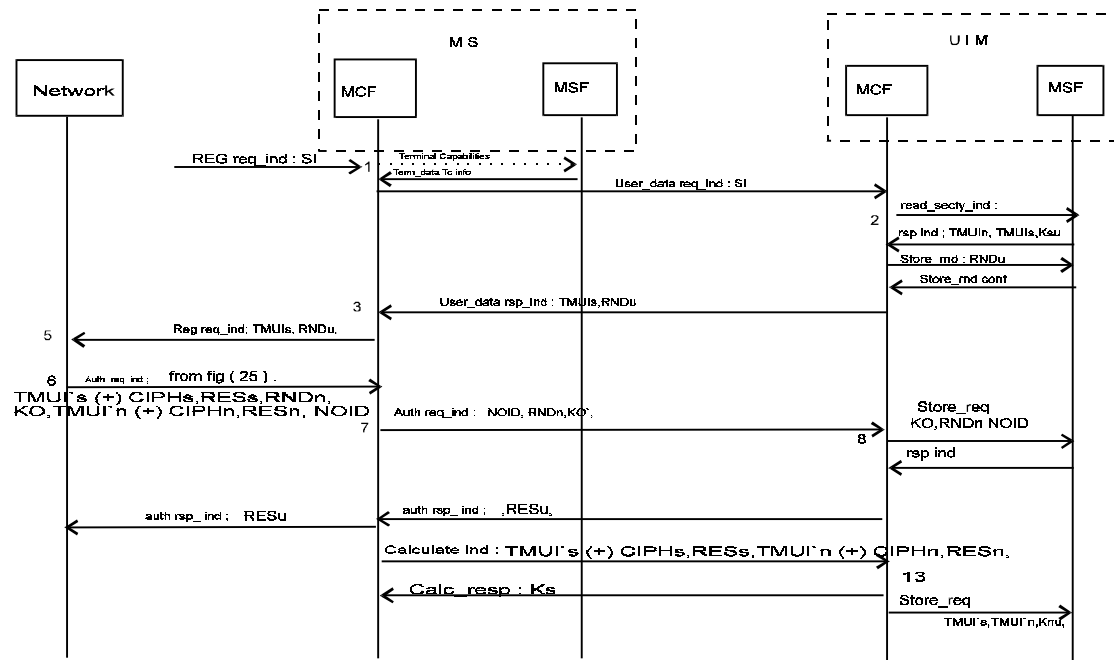 M S
U I M
Network
MCF
MSF
MCF
MSF
REG req_ind : SI
1
Terminal Capabilities
Term_data Tc info
User_data req_ind : SI
read_secty_ind :
2
rsp ind ; TMUIn, TMUIs,Ksu
Store_rnd : RNDu
Store_rnd conf
3
User_data rsp_ind : TMUIs,RNDu
5
Reg req_ind; TMUIs, RNDu,
6
Auth req_ind ; from fig ( 25 ) .
TMUI`s (+) CIPHs,RESs,RNDn,
KO,TMUI`n (+) CIPHn,RESn, NOID
7
Auth req_ind : NOID, RNDn,KO`,
8
Store_req
KO,RNDn NOID
rsp ind
auth rsp_ ind ; RESu
auth rsp_ ind ; ,RESu,
Calculate ind : TMUI`s (+) CIPHs,RESs,TMUI`n (+) CIPHn,RESn,
13
Calc_resp : Ks
Store_req
TMUI`s,TMUI`n,Knu,